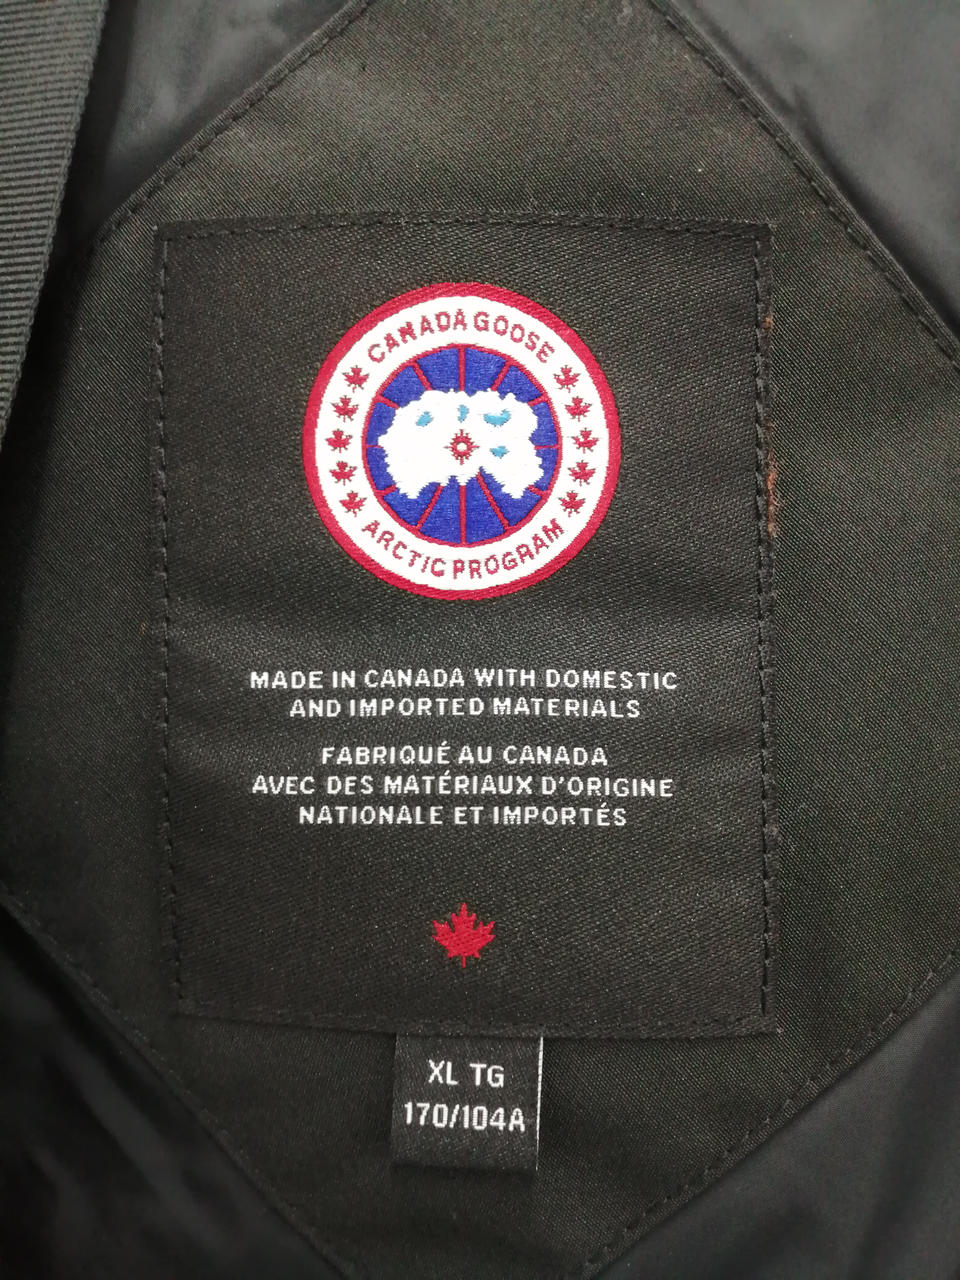 CANADA GOOSE
ARCTIC PROGRAM
MADE IN CANADA WITH DOMESTIC
AND IMPORTED MATERIALS
FABRIQUÉ AU CANADA
AVEC DES MATÉRIAUX D'ORIGINE
NATIONALE ET IMPORTÉS
XL TG
170/104A